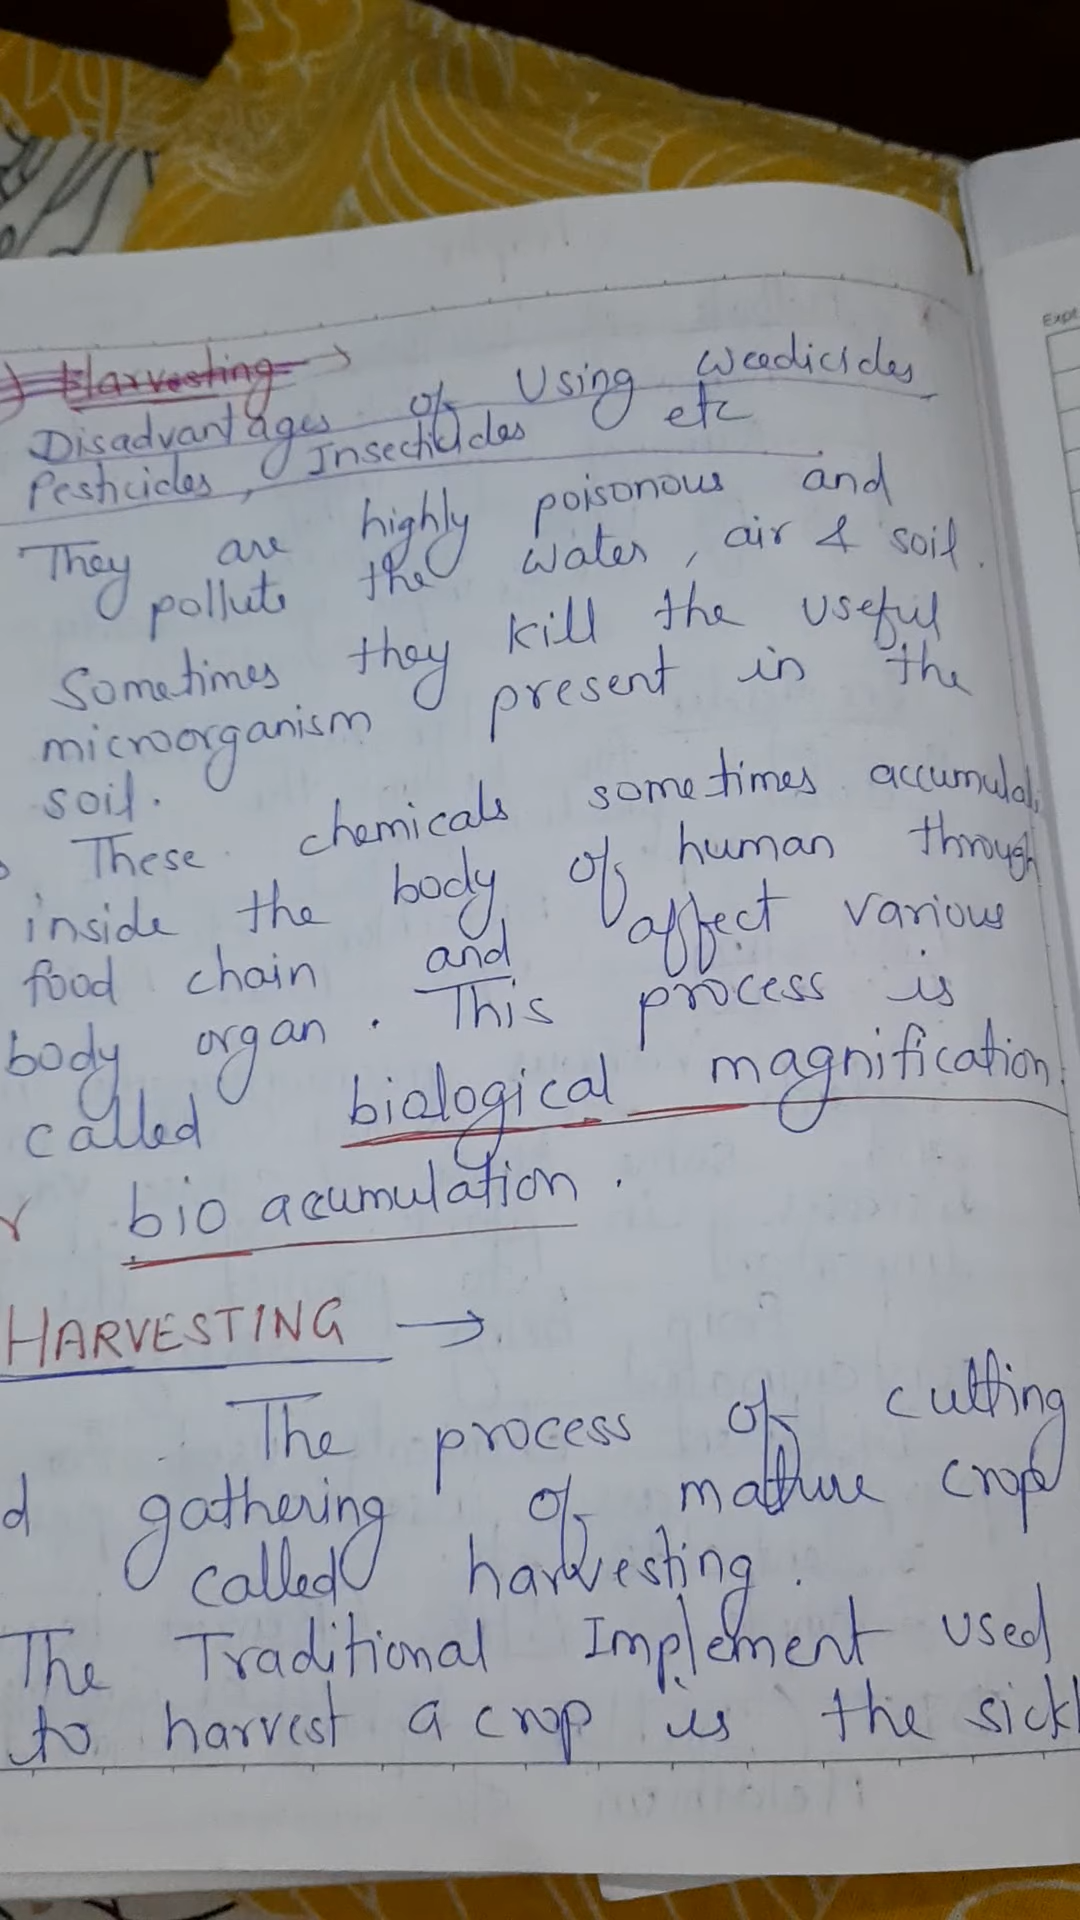 Harvesting →
Disadvantages of Using Weedicides
Pesticides, Insecticides etc
They are highly poisonous and
pollute the water, air & soil.
Sometimes they kill the useful
microorganism present in the
soil.
These chemicals sometimes accumulat
inside the body of human through
food chain and affect various
body organ. This process is
called biological magnification
r bio acumulation.
HARVESTING →
The process of cutting
d gathering of mature crop
called harvesting.
The Traditional Implement used
to harvest a crop is the sickl
Expt.